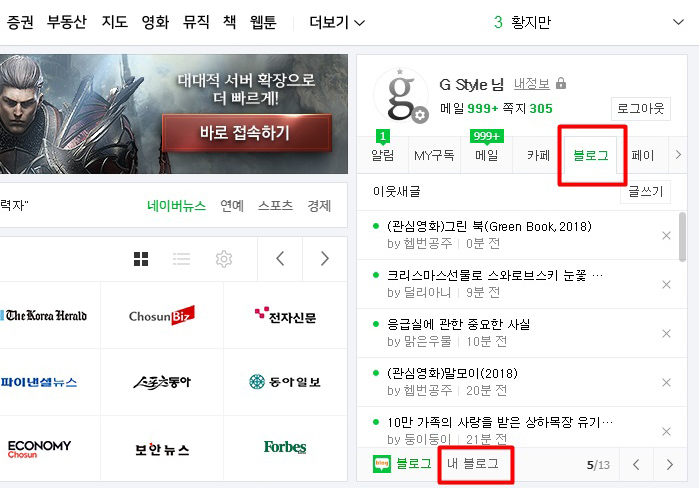 증권 부동산 지도 영화 뮤직 책 웹툰 더보기
3 황지만
대대적 서버 확장으로
더 빠르게!
바로 접속하기
G Style 님 내정보
메일 999+ 쪽지 305
로그아웃
1
999+
알림 MY구독 메일 카페 블로그 페이
이웃새글 글쓰기
(관심영화)그린 북(Green Book, 2018)
by 헵번공주 0분 전
크리스마스선물로 스와로브스키 눈꽃 …
by 덜리아니 9분 전
응급실에 관한 중요한 사실
by 맑은우물 10분 전
(관심영화)말모이(2018)
by 헵번공주 20분 전
10만 가족의 사랑을 받은 상하목장 유기…
by 둥이둥이 21분 전
blog 블로그 내 블로그 5/13
력자"
네이버뉴스 연예 스포츠 경제
The Korea Herald
Chosun Biz
전자신문
파이낸셜뉴스
스포츠동아
동아일보
ECONOMY
Chosun
보안뉴스
Forbes